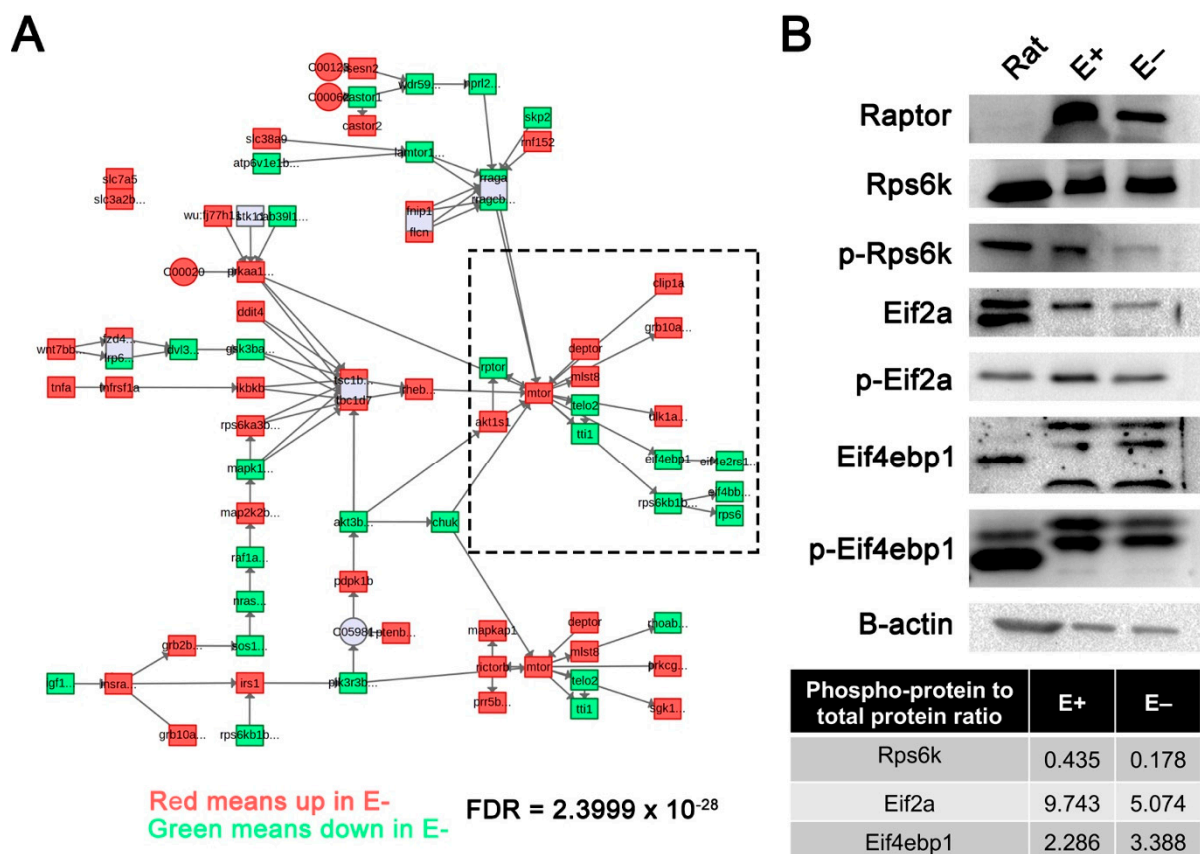 A
C00123
sesn2
C00062
castor1
wdr59...
nprl2...
castor2
skp2
rnf152
slc38a9
atp6v1e1b...
lamtor1...
rraga
rragcb...
slc7a5
slc3a2b...
fnip1
flcn
wu:fj77h11
stk11
cab39l1...
C00020
prkaa1...
ddit4
wnt7bb...
fzd4...
lrp6...
dvl3...
gsk3ba...
tnfa
tnfrsf1a
ikbkb
tsc1b...
tbc1d7
rheb...
rps6ka3b...
mapk1...
map2k2b...
raf1a...
nras...
sos1...
grb2b...
igf1...
insra...
irs1
grb10a...
rps6kb1b...
pik3r3b...
C05981
ptenb...
pdpk1b
akt3b...
chuk
clip1a
grb10a...
deptor
mlst8
rptor
mtor
telo2
tti1
ulk1a...
akt1s1
eif4ebp1
eif4e2rs1...
rps6kb1b...
eif4bb...
rps6
mapkap1
deptor
rhoab...
mlst8
rictorb
mtor
prkcg...
telo2
prr5b...
tti1
sgk1...
Red means up in E-
Green means down in E-
FDR = 2.3999 x 10⁻²⁸
B
Rat E+ E–
Raptor
Rps6k
p-Rps6k
Eif2a
p-Eif2a
Eif4ebp1
p-Eif4ebp1
B-actin
Phospho-protein to total protein ratio E+ E–
Rps6k 0.435 0.178
Eif2a 9.743 5.074
Eif4ebp1 2.286 3.388